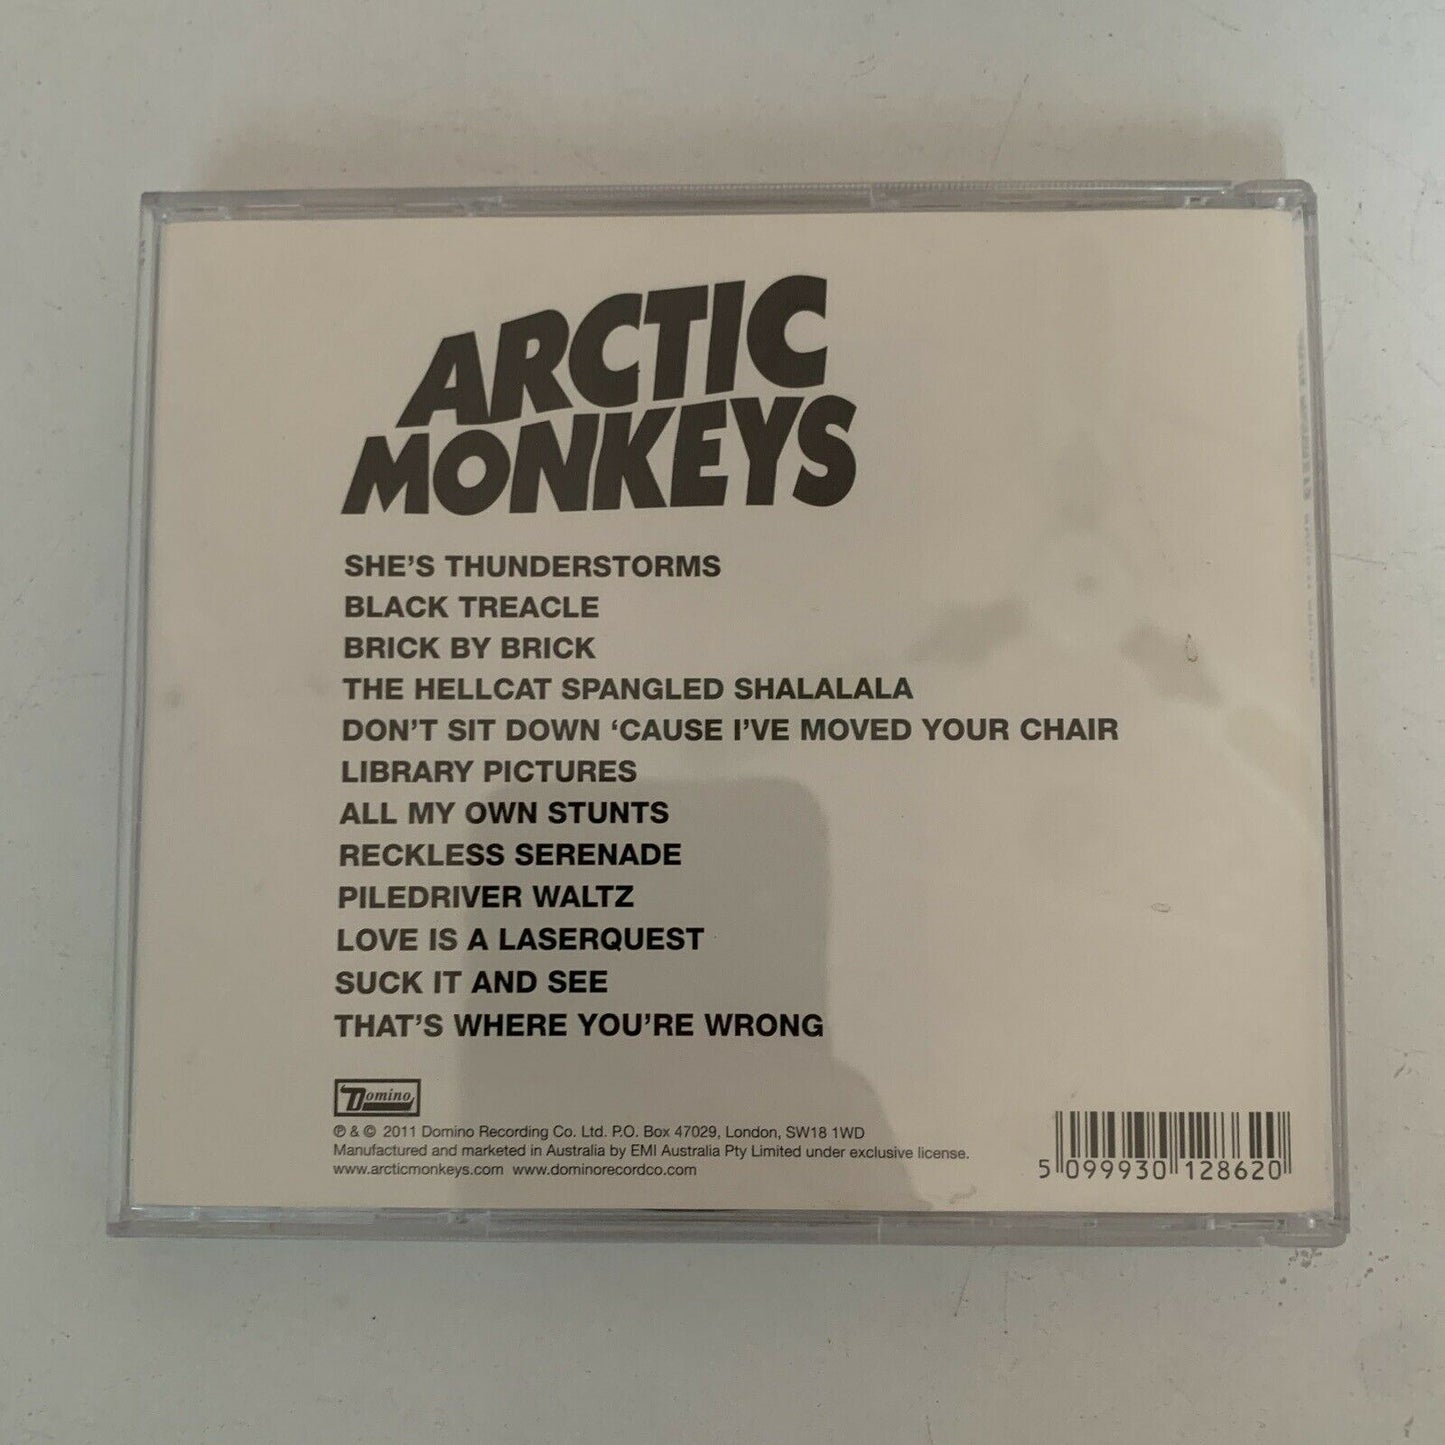 ARCTIC
MONKEYS
SHE'S THUNDERSTORMS
BLACK TREACLE
BRICK BY BRICK
THE HELLCAT SPANGLED SHALALALA
DON'T SIT DOWN ‘CAUSE I'VE MOVED YOUR CHAIR
LIBRARY PICTURES
ALL MY OWN STUNTS
RECKLESS SERENADE
PILEDRIVER WALTZ
LOVE IS A LASERQUEST
SUCK IT AND SEE
THAT'S WHERE YOU'RE WRONG
Domino
℗ & © 2011 Domino Recording Co. Ltd. P.O. Box 47029, London, SW18 1WD
Manufactured and marketed in Australia by EMI Australia Pty Limited under exclusive license.
www.arcticmonkeys.com www.dominorecordco.com
5 099930 128620